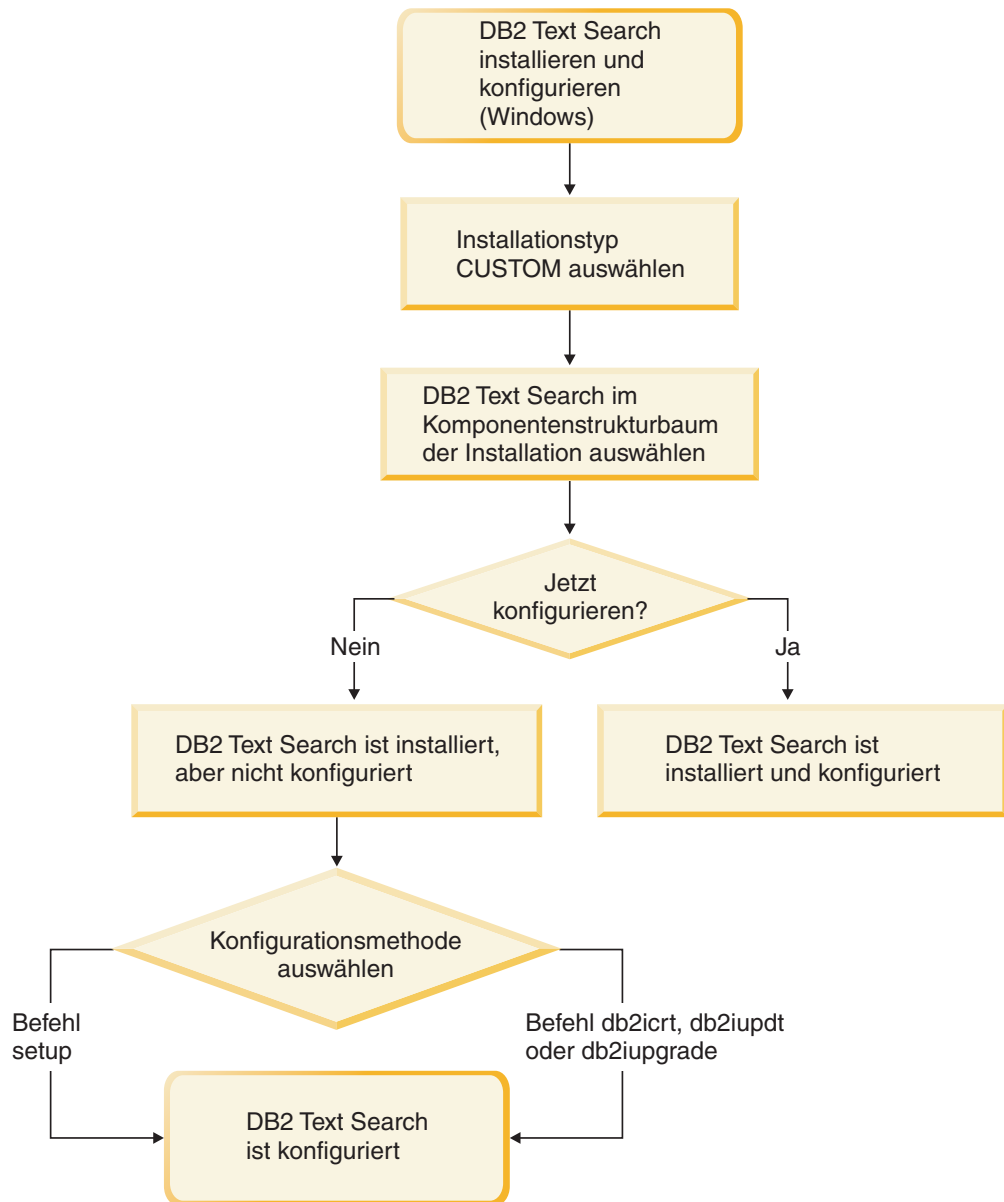 DB2 Text Search
installieren und
konfigurieren
(Windows)
Installationstyp
CUSTOM auswählen
DB2 Text Search im
Komponentenstrukturbaum
der Installation auswählen
Jetzt
konfigurieren?
Nein
Ja
DB2 Text Search ist installiert,
aber nicht konfiguriert
DB2 Text Search ist
installiert und konfiguriert
Konfigurationsmethode
auswählen
Befehl
setup
Befehl db2icrt, db2iupdt
oder db2iupgrade
DB2 Text Search
ist konfiguriert